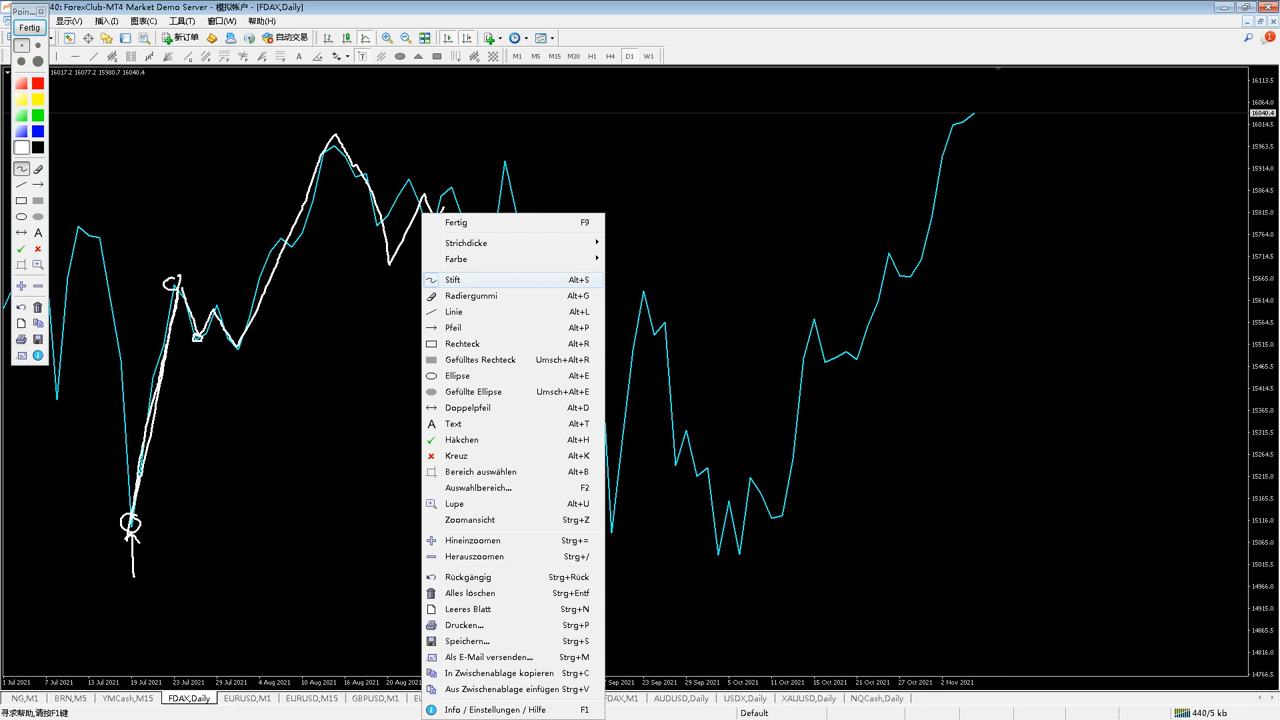 40: ForexClub-MT4 Market Demo Server - 模拟帐户 - [FDAX,Daily]
Poin...
Fertig
显示(V) 插入(I) 图表(C) 工具(T) 窗口(W) 帮助(H)
新订单 自动交易
M1 M5 M15 M30 H1 H4 D1 W1
16017.2 16077.2 15980.7 16040.4
16113.5
16064.0
16040.4
16014.5
15963.5
15914.0
15864.5
15815.0
15764.0
15714.5
15665.0
15614.0
15564.5
15515.0
15465.5
15414.5
15365.0
15315.5
15264.5
15215.0
15165.5
15116.0
15065.0
15015.5
14966.0
14915.0
14865.5
14816.0
14766.5
Fertig F9
Strichdicke
Farbe
Stift Alt+S
Radiergummi Alt+G
Linie Alt+L
Pfeil Alt+P
Rechteck Alt+R
Gefülltes Rechteck Umsch+Alt+R
Ellipse Alt+E
Gefüllte Ellipse Umsch+Alt+E
Doppelpfeil Alt+D
Text Alt+T
Häkchen Alt+H
Kreuz Alt+K
Bereich auswählen Alt+B
Auswahlbereich... F2
Lupe Alt+U
Zoomansicht Strg+Z
Hineinzoomen Strg+=
Herauszoomen Strg+/
Rückgängig Strg+Rück
Alles löschen Strg+Entf
Leeres Blatt Strg+N
Drucken... Strg+P
Speichern... Strg+S
Als E-Mail versenden... Strg+M
In Zwischenablage kopieren Strg+C
Aus Zwischenablage einfügen Strg+V
Info / Einstellungen / Hilfe F1
1 Jul 2021 7 Jul 2021 13 Jul 2021 19 Jul 2021 23 Jul 2021 29 Jul 2021 4 Aug 2021 10 Aug 2021 16 Aug 2021 20 Aug 2021 Sep 2021 23 Sep 2021 29 Sep 2021 5 Oct 2021 11 Oct 2021 15 Oct 2021 21 Oct 2021 27 Oct 2021 2 Nov 2021
NG,M1 BRN,M5 YMCash,M15 FDAX,Daily EURUSD,M1 EURUSD,M15 GBPUSD,M1 FDAX,M1 AUDUSD,Daily USDX,Daily XAUUSD,Daily NQCash,Daily
寻求帮助,请按F1键 Default 440/5 kb